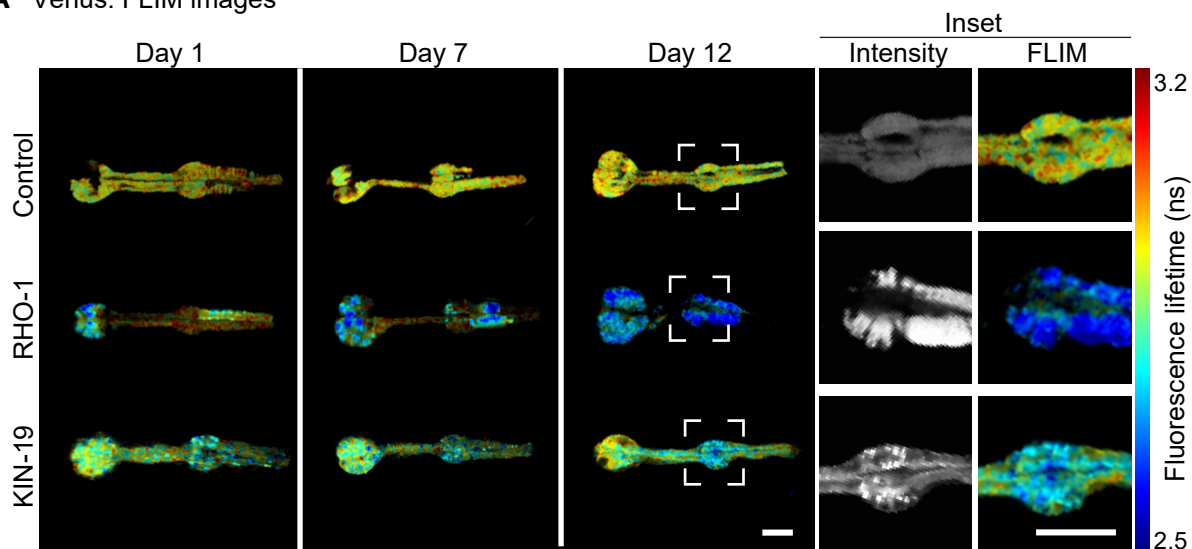 A Venus: FLIM images
Inset
Day 1 Day 7 Day 12 Intensity FLIM
Control
RHO-1
KIN-19
3.2
Fluorescence lifetime (ns)
2.5